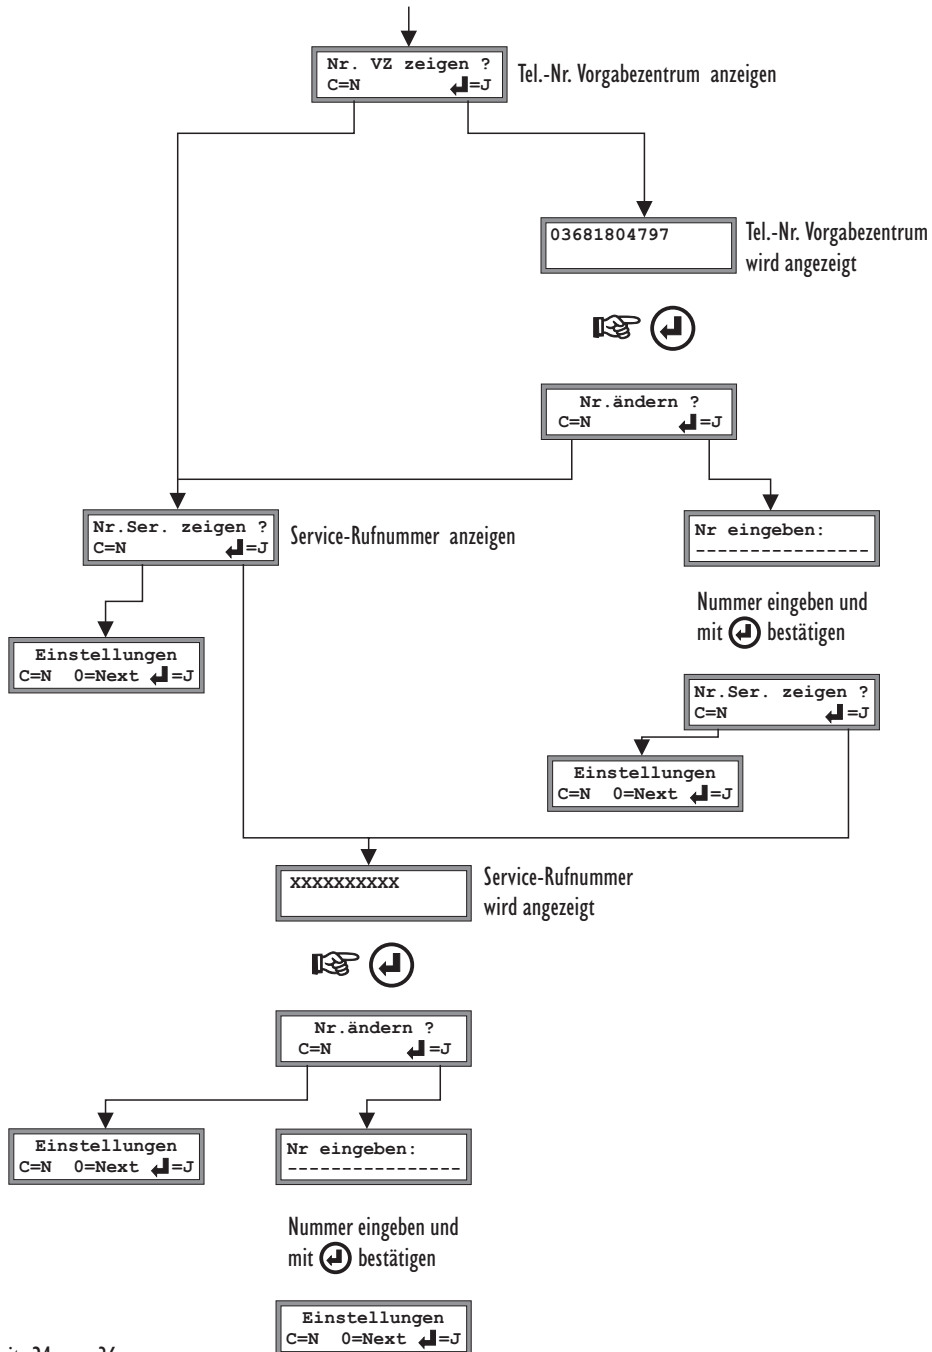 Nr. VZ zeigen ?
C=N ↵=J
Tel.-Nr. Vorgabezentrum anzeigen
03681804797
Tel.-Nr. Vorgabezentrum
wird angezeigt
Nr.ändern ?
C=N ↵=J
Nr.Ser. zeigen ?
C=N ↵=J
Service-Rufnummer anzeigen
Nr eingeben:
----------------
Nummer eingeben und
mit ↵ bestätigen
Einstellungen
C=N 0=Next ↵=J
Nr.Ser. zeigen ?
C=N ↵=J
Einstellungen
C=N 0=Next ↵=J
XXXXXXXXXX
Service-Rufnummer
wird angezeigt
Nr.ändern ?
C=N ↵=J
Einstellungen
C=N 0=Next ↵=J
Nr eingeben:
----------------
Nummer eingeben und
mit ↵ bestätigen
Einstellungen
C=N 0=Next ↵=J